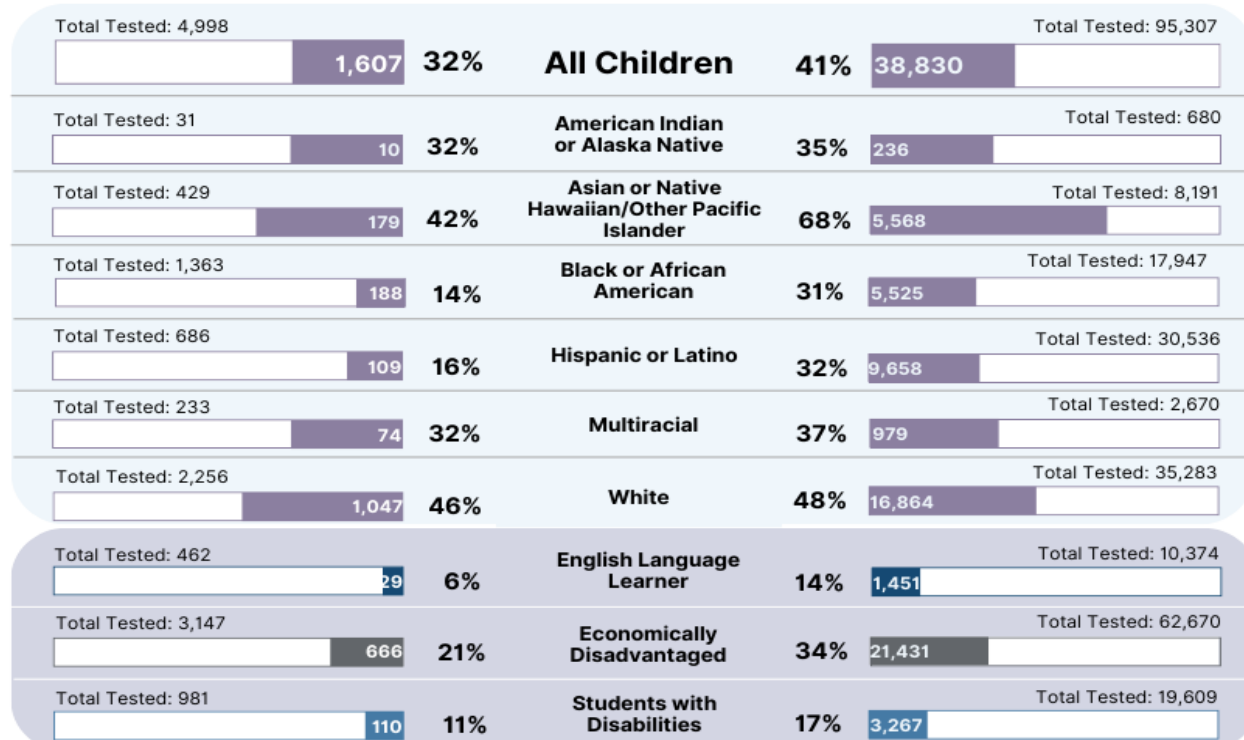 Total Tested: 4,998
Total Tested: 95,307
1,607 32% All Children 41% 38,830
Total Tested: 31
Total Tested: 680
American Indian
or Alaska Native
10 32% 35% 236
Total Tested: 429
Total Tested: 8,191
Asian or Native
Hawaiian/Other Pacific
Islander
179 42% 68% 5,568
Total Tested: 1,363
Total Tested: 17,947
Black or African
American
188 14% 31% 5,525
Total Tested: 686
Total Tested: 30,536
Hispanic or Latino
109 16% 32% 9,658
Total Tested: 233
Total Tested: 2,670
Multiracial
74 32% 37% 979
Total Tested: 2,256
Total Tested: 35,283
White
1,047 46% 48% 16,864
Total Tested: 462
Total Tested: 10,374
English Language
Learner
29 6% 14% 1,451
Total Tested: 3,147
Total Tested: 62,670
Economically
Disadvantaged
666 21% 34% 21,431
Total Tested: 981
Total Tested: 19,609
Students with
Disabilities
110 11% 17% 3,267